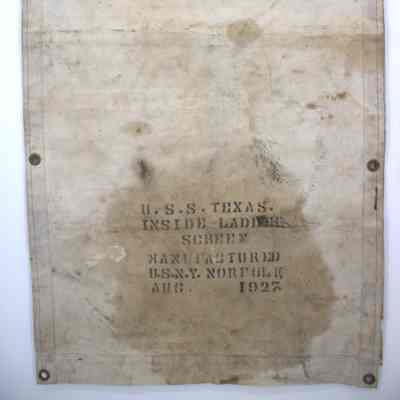 U.S.S. TEXAS.
INSIDE LADDER
SCREEN
MANUFACTURED
U.S.N.Y. NORFOLK
AUG. 1927